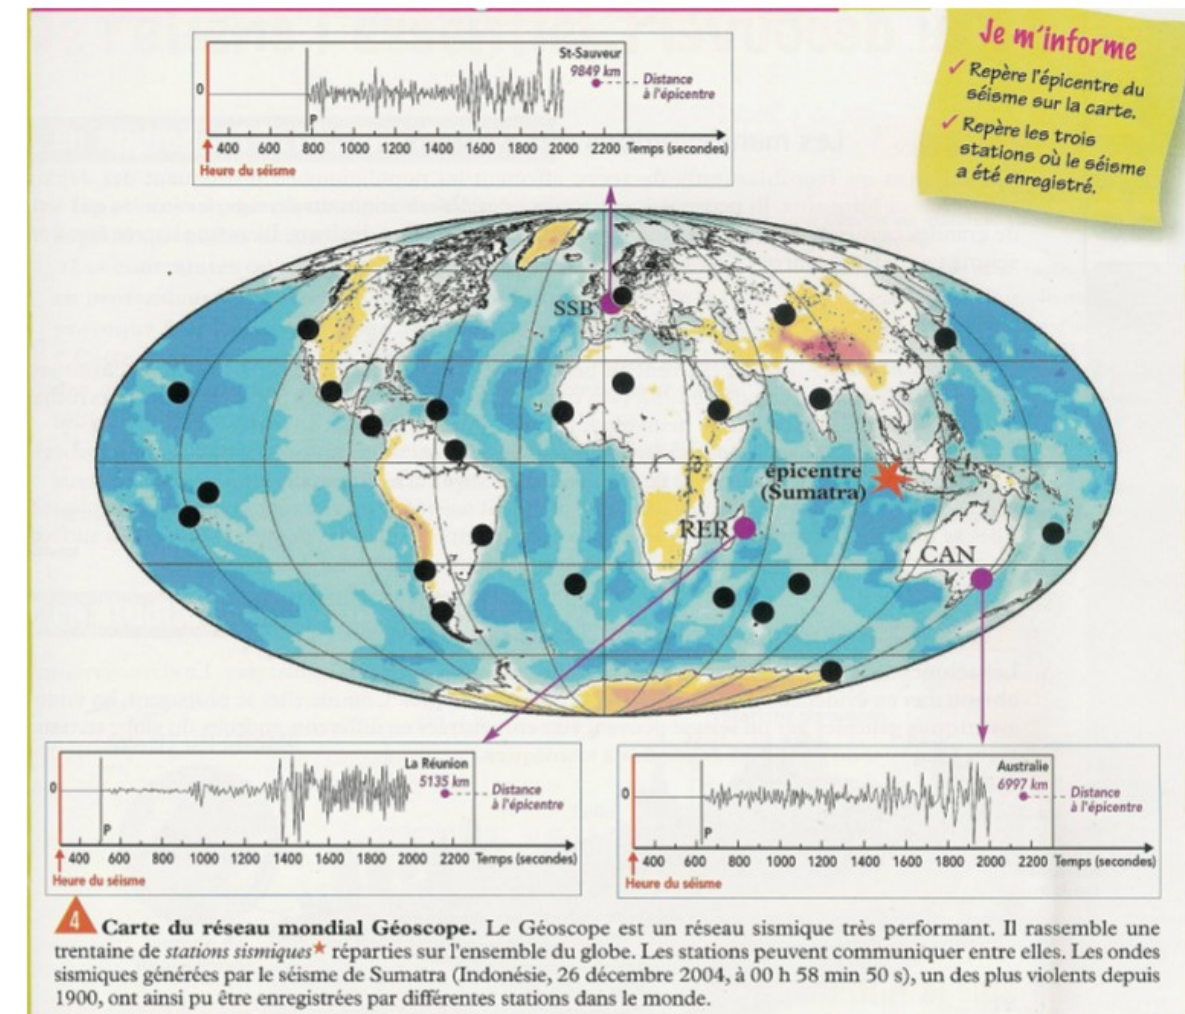 Je m'informe
✓ Repère l'épicentre du
séisme sur la carte.
✓ Repère les trois
stations où le séisme
a été enregistré.
St-Sauveur
9849 km
Distance
à l'épicentre
0
P
400 600 800 1000 1200 1400 1600 1800 2000 2200 Temps (secondes)
Heure du séisme
SSB
épicentre
(Sumatra)
RER
CAN
La Réunion
5135 km
Distance
à l'épicentre
0
P
400 600 800 1000 1200 1400 1600 1800 2000 2200 Temps (secondes)
Heure du séisme
Australie
6997 km
Distance
à l'épicentre
0
P
400 600 800 1000 1200 1400 1600 1800 2000 2200 Temps (secondes)
Heure du séisme
4 Carte du réseau mondial Géoscope. Le Géoscope est un réseau sismique très performant. Il rassemble une
trentaine de stations sismiques★ réparties sur l'ensemble du globe. Les stations peuvent communiquer entre elles. Les ondes
sismiques générées par le séisme de Sumatra (Indonésie, 26 décembre 2004, à 00 h 58 min 50 s), un des plus violents depuis
1900, ont ainsi pu être enregistrées par différentes stations dans le monde.